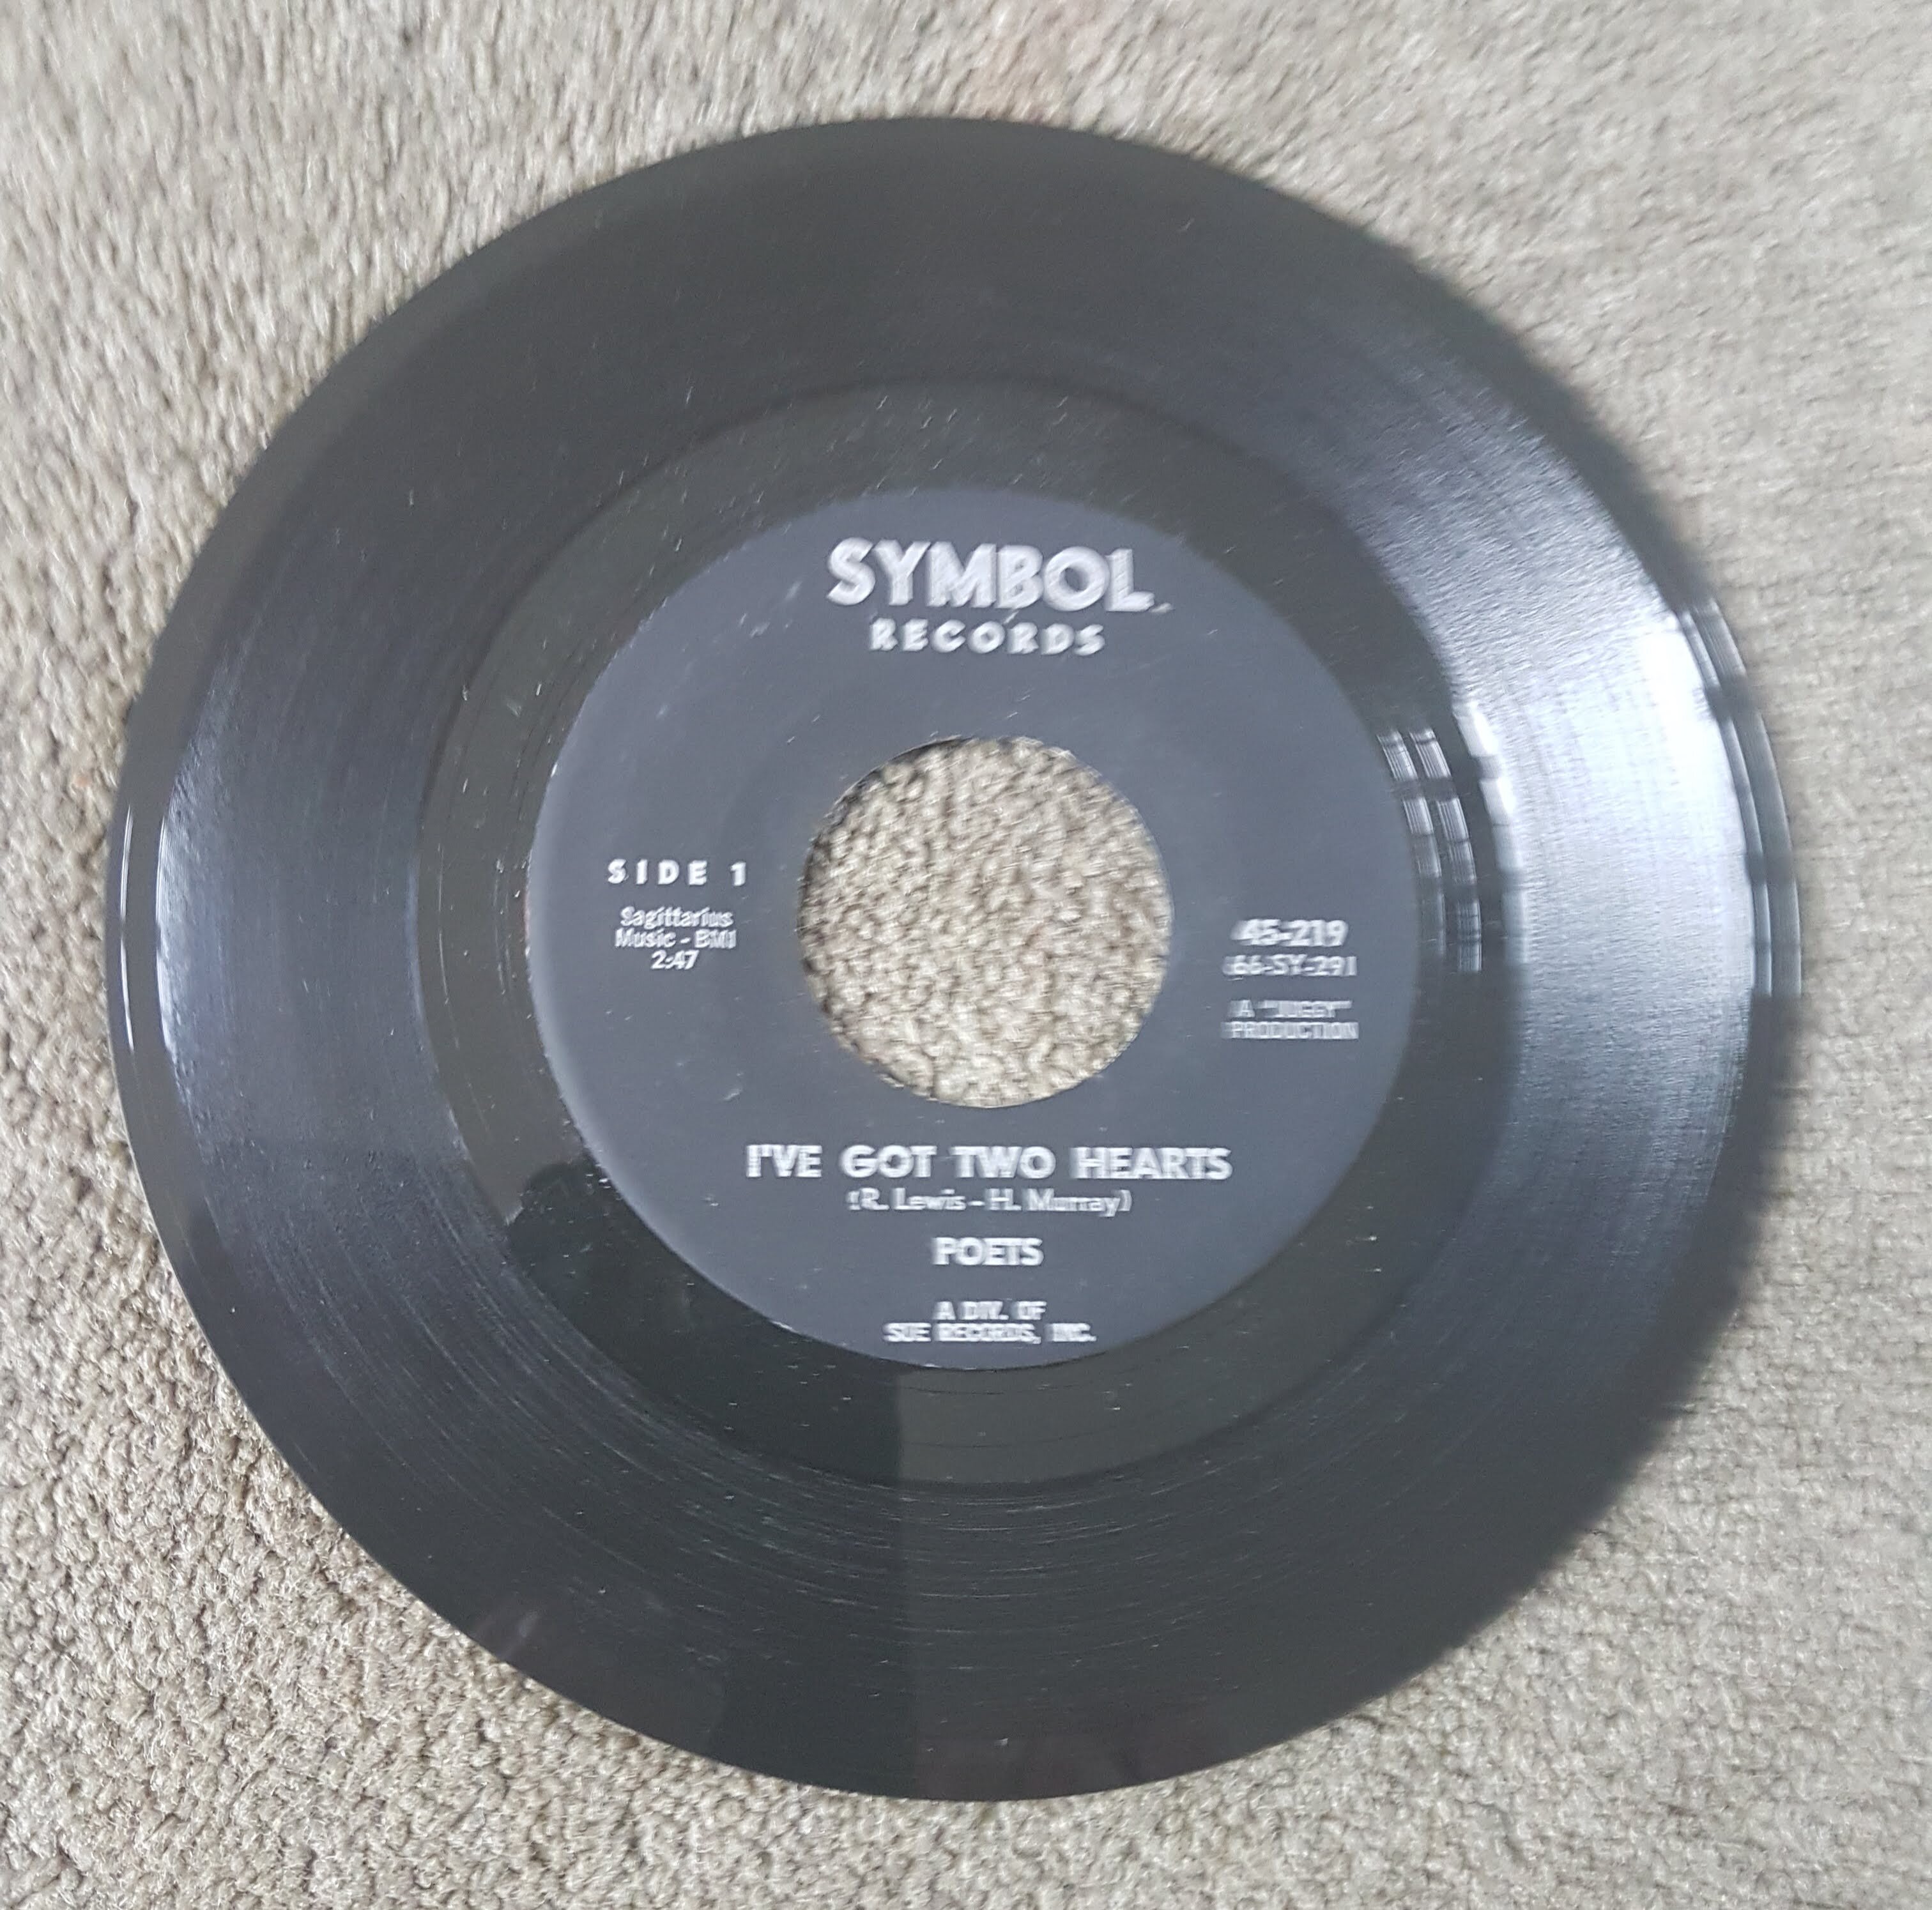 SYMBOL
RECORDS
SIDE 1
Sagittarius
Music - BMI
2:47
45-219
(66-SY-291
A "JUGGY"
PRODUCTION
I'VE GOT TWO HEARTS
(R. Lewis - H. Murray)
POETS
A DIV. OF
SUE RECORDS, INC.